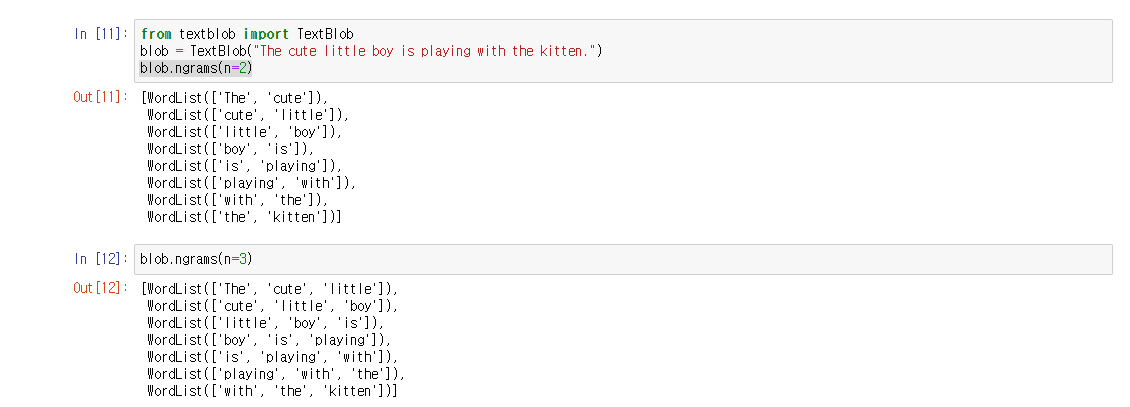 In [11]: from textblob import TextBlob
blob = TextBlob("The cute little boy is playing with the kitten.")
blob.ngrams(n=2)
Out[11]: [WordList(['The', 'cute']),
WordList(['cute', 'little']),
WordList(['little', 'boy']),
WordList(['boy', 'is']),
WordList(['is', 'playing']),
WordList(['playing', 'with']),
WordList(['with', 'the']),
WordList(['the', 'kitten'])]
In [12]: blob.ngrams(n=3)
Out[12]: [WordList(['The', 'cute', 'little']),
WordList(['cute', 'little', 'boy']),
WordList(['little', 'boy', 'is']),
WordList(['boy', 'is', 'playing']),
WordList(['is', 'playing', 'with']),
WordList(['playing', 'with', 'the']),
WordList(['with', 'the', 'kitten'])]